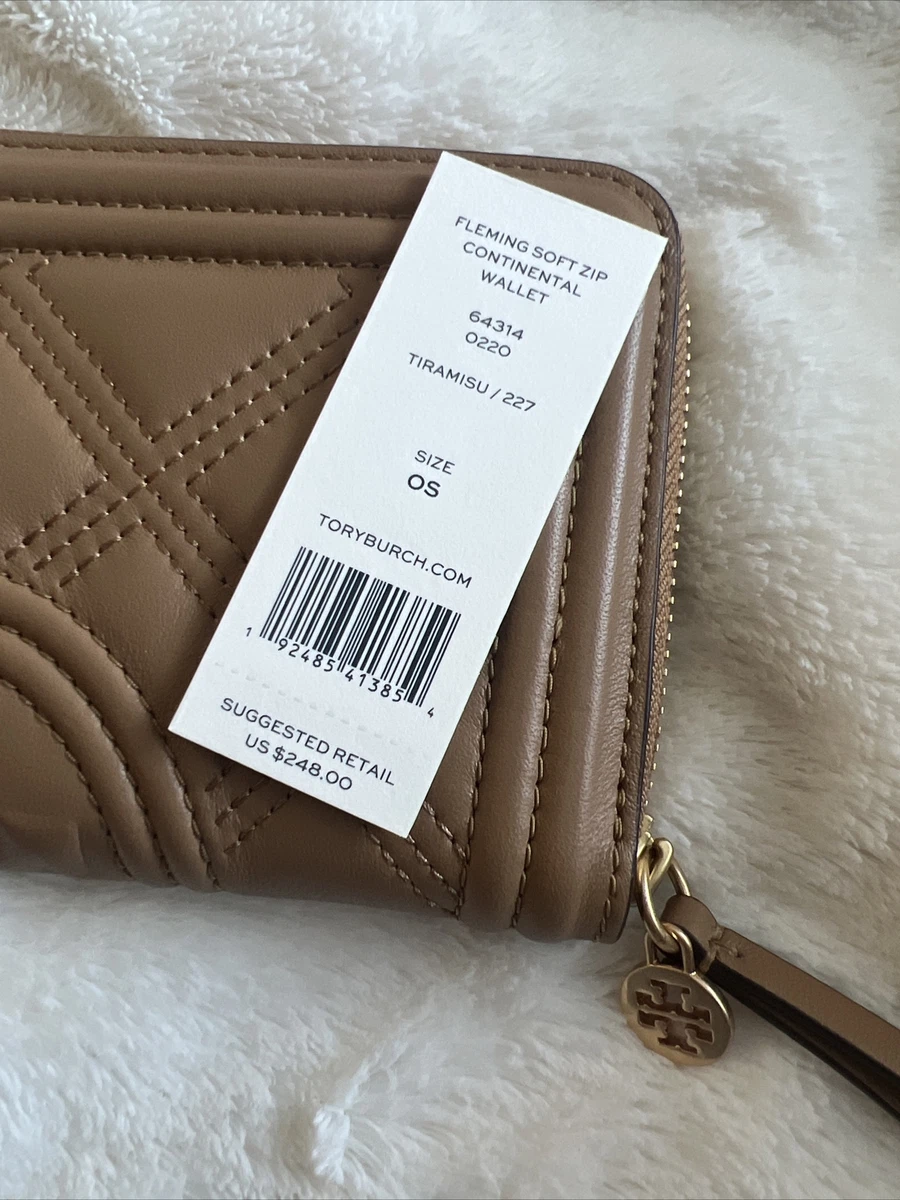 FLEMING SOFT ZIP
CONTINENTAL
WALLET
64314
0220
TIRAMISU / 227
SIZE
OS
TORYBURCH.COM
1 92485 41385 4
SUGGESTED RETAIL
US $248.00